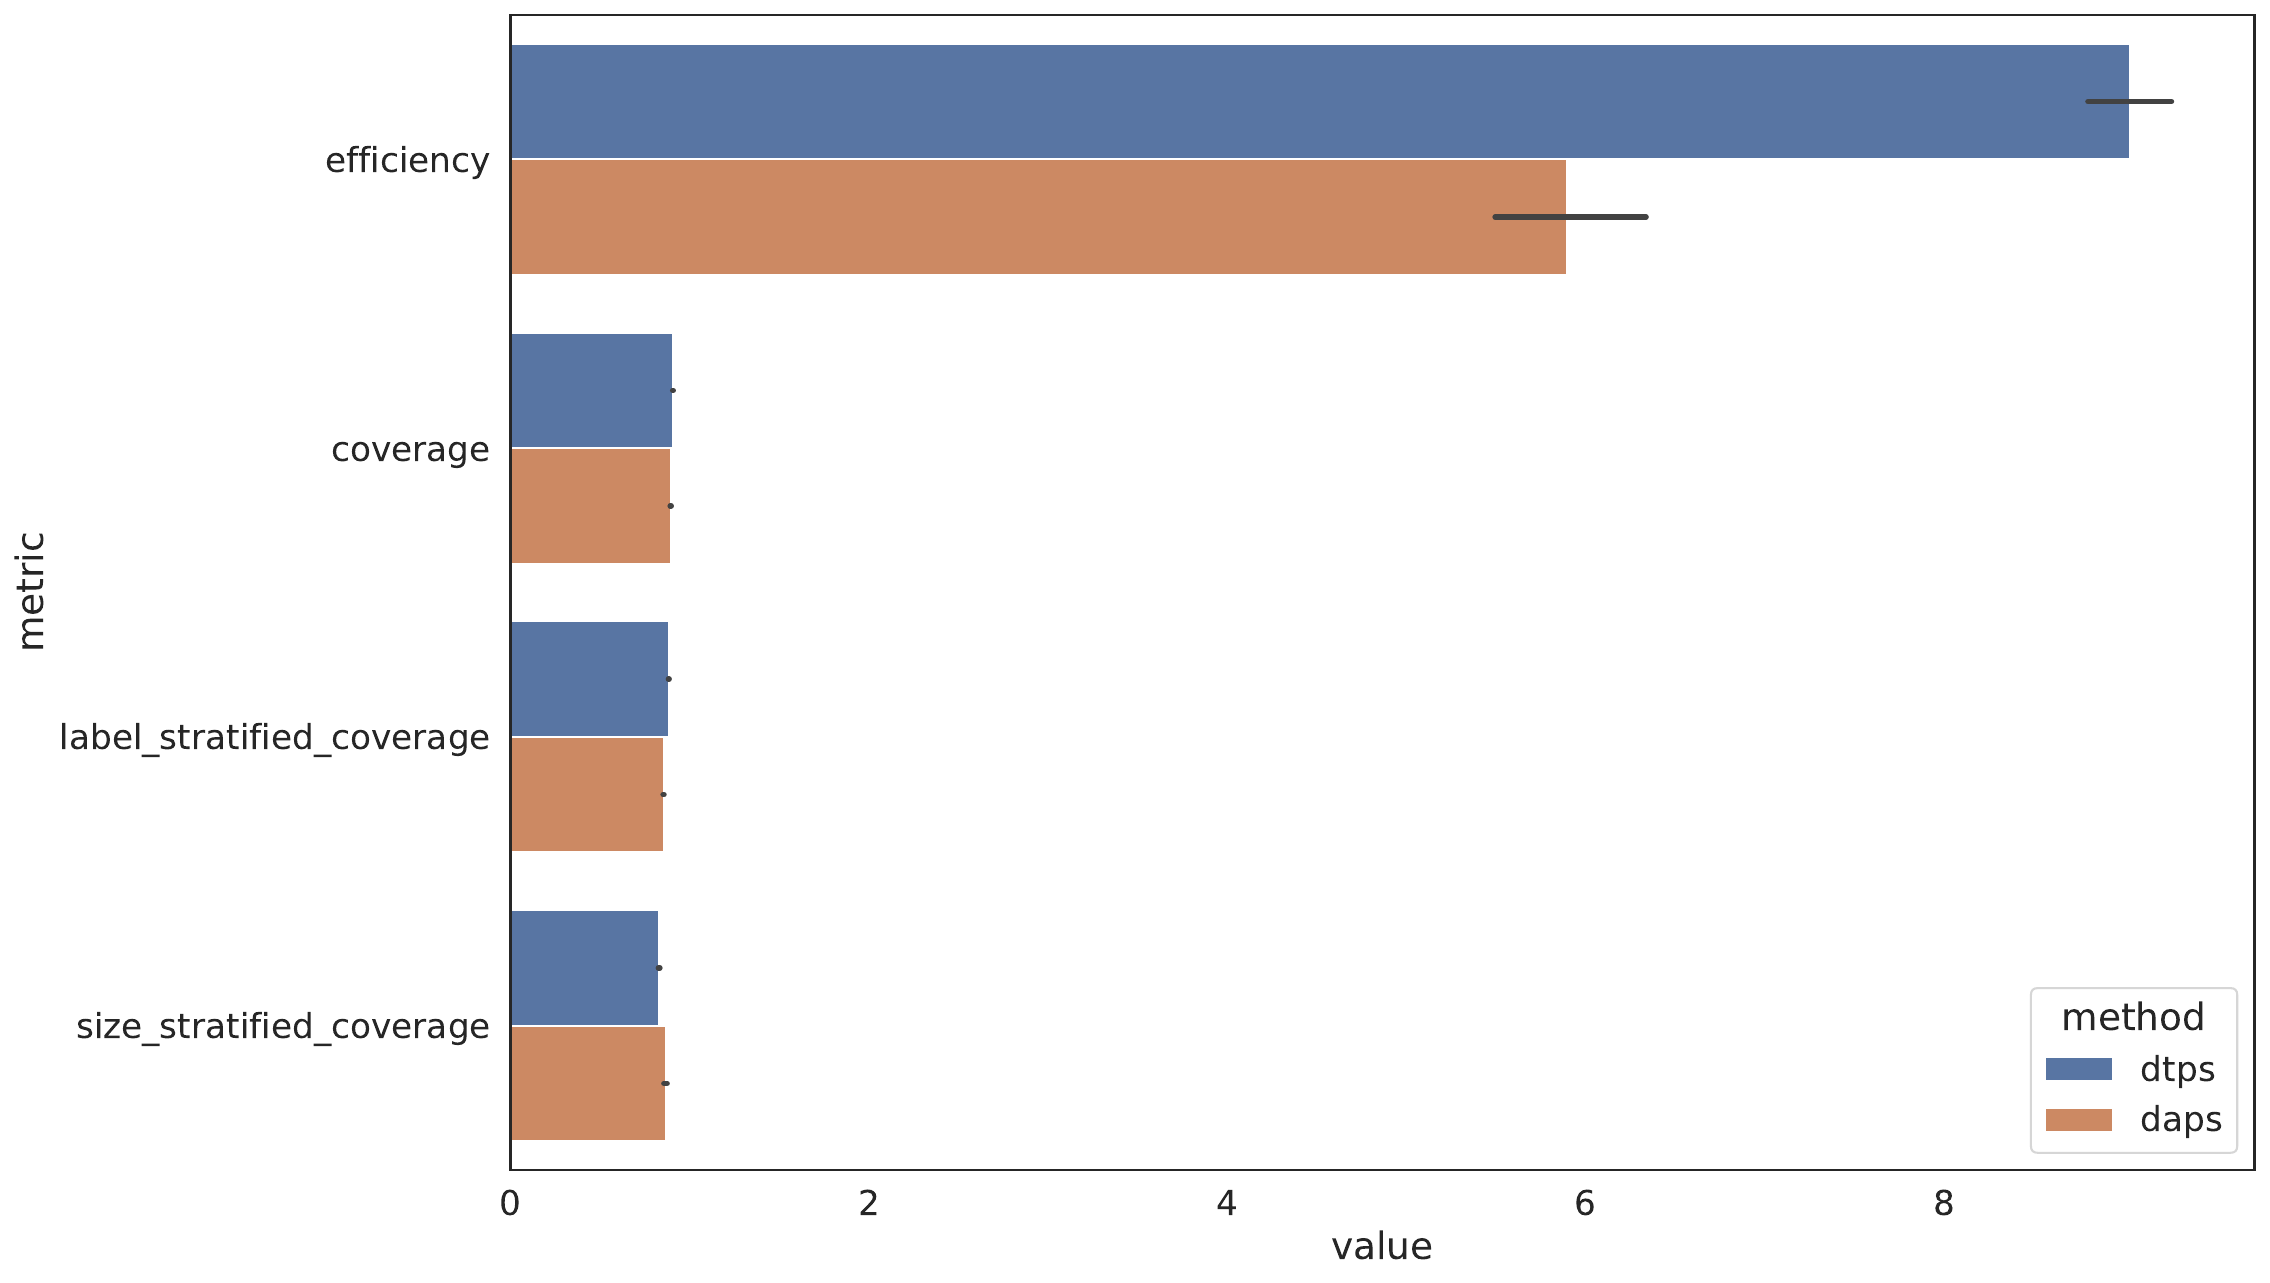 efficiency
coverage
label_stratified_coverage
size_stratified_coverage
metric
0 2 4 6 8
value
method
dtps
daps